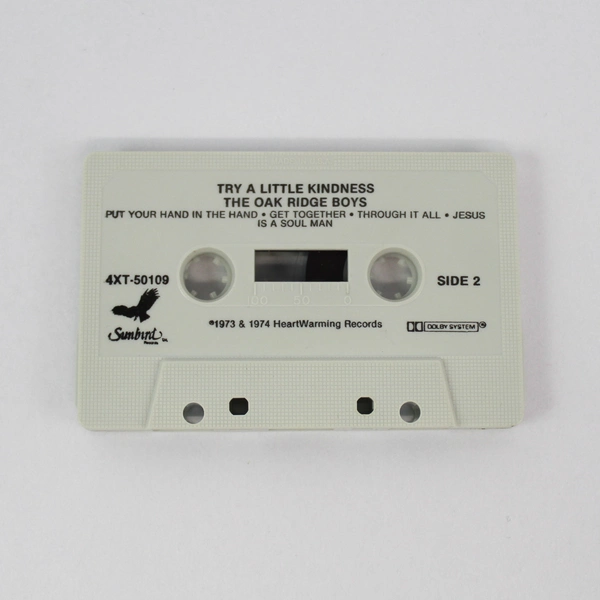 TRY A LITTLE KINDNESS
THE OAK RIDGE BOYS
PUT YOUR HAND IN THE HAND • GET TOGETHER • THROUGH IT ALL • JESUS
IS A SOUL MAN
4XT-50109
SIDE 2
100 50 0
Sunbird
Records
℗1973 & 1974 HeartWarming Records
DOLBY SYSTEM